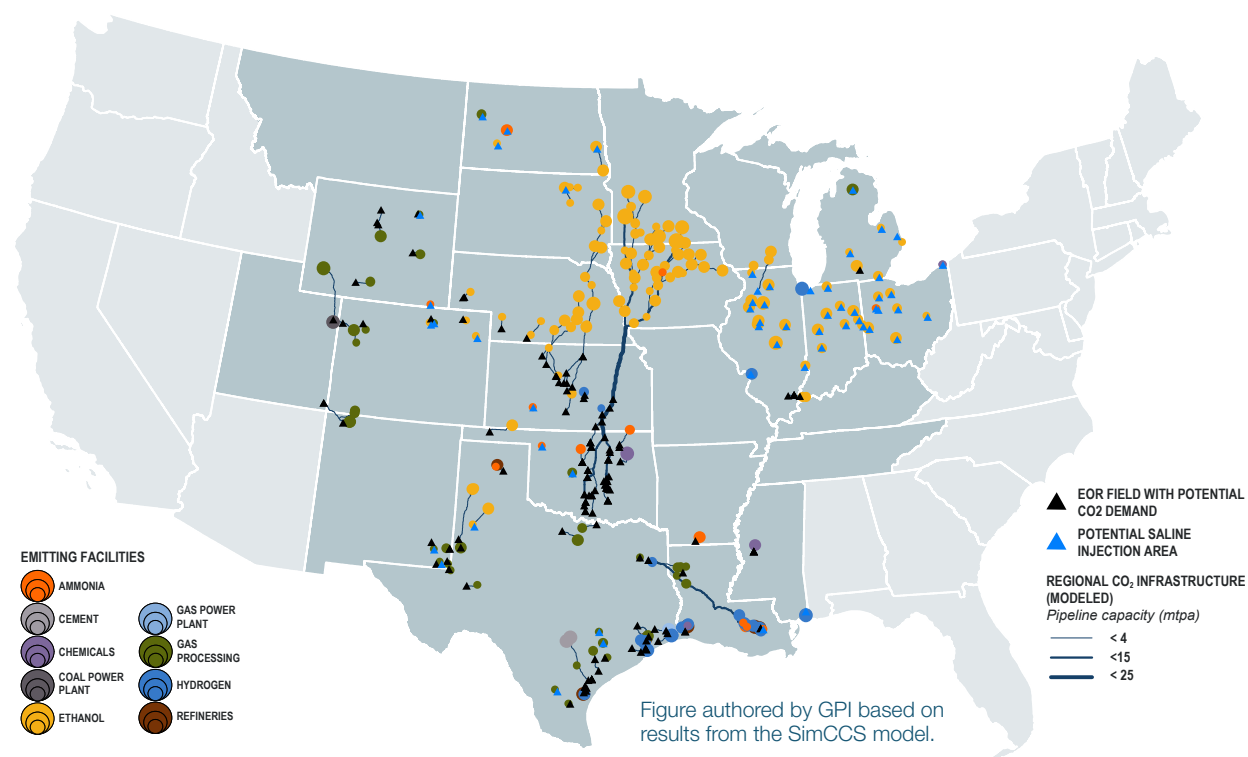 EOR FIELD WITH POTENTIAL
CO2 DEMAND
POTENTIAL SALINE
INJECTION AREA
REGIONAL CO₂ INFRASTRUCTURE
(MODELED)
Pipeline capacity (mtpa)
< 4
<15
< 25
EMITTING FACILITIES
AMMONIA
CEMENT
CHEMICALS
COAL POWER
PLANT
ETHANOL
GAS POWER
PLANT
GAS
PROCESSING
HYDROGEN
REFINERIES
Figure authored by GPI based on
results from the SimCCS model.